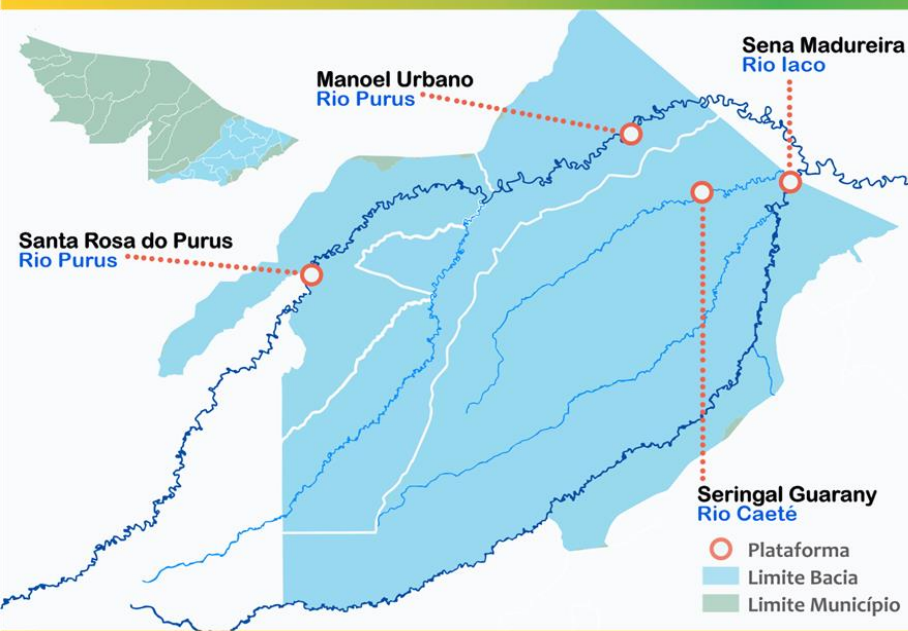 Sena Madureira
Rio Iaco
Manoel Urbano
Rio Purus
Santa Rosa do Purus
Rio Purus
Seringal Guarany
Rio Caeté
Plataforma
Limite Bacia
Limite Município